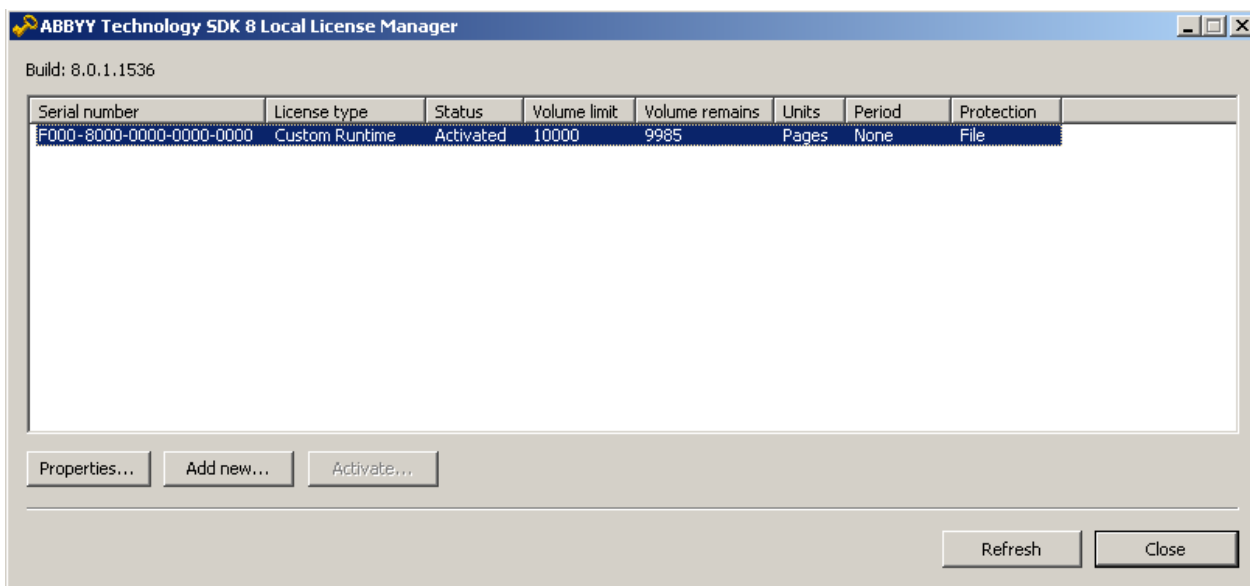 ABBYY Technology SDK 8 Local License Manager
Build: 8.0.1.1536
Serial number License type Status Volume limit Volume remains Units Period Protection
F000-8000-0000-0000-0000 Custom Runtime Activated 10000 9985 Pages None File
Properties... Add new... Activate...
Refresh Close